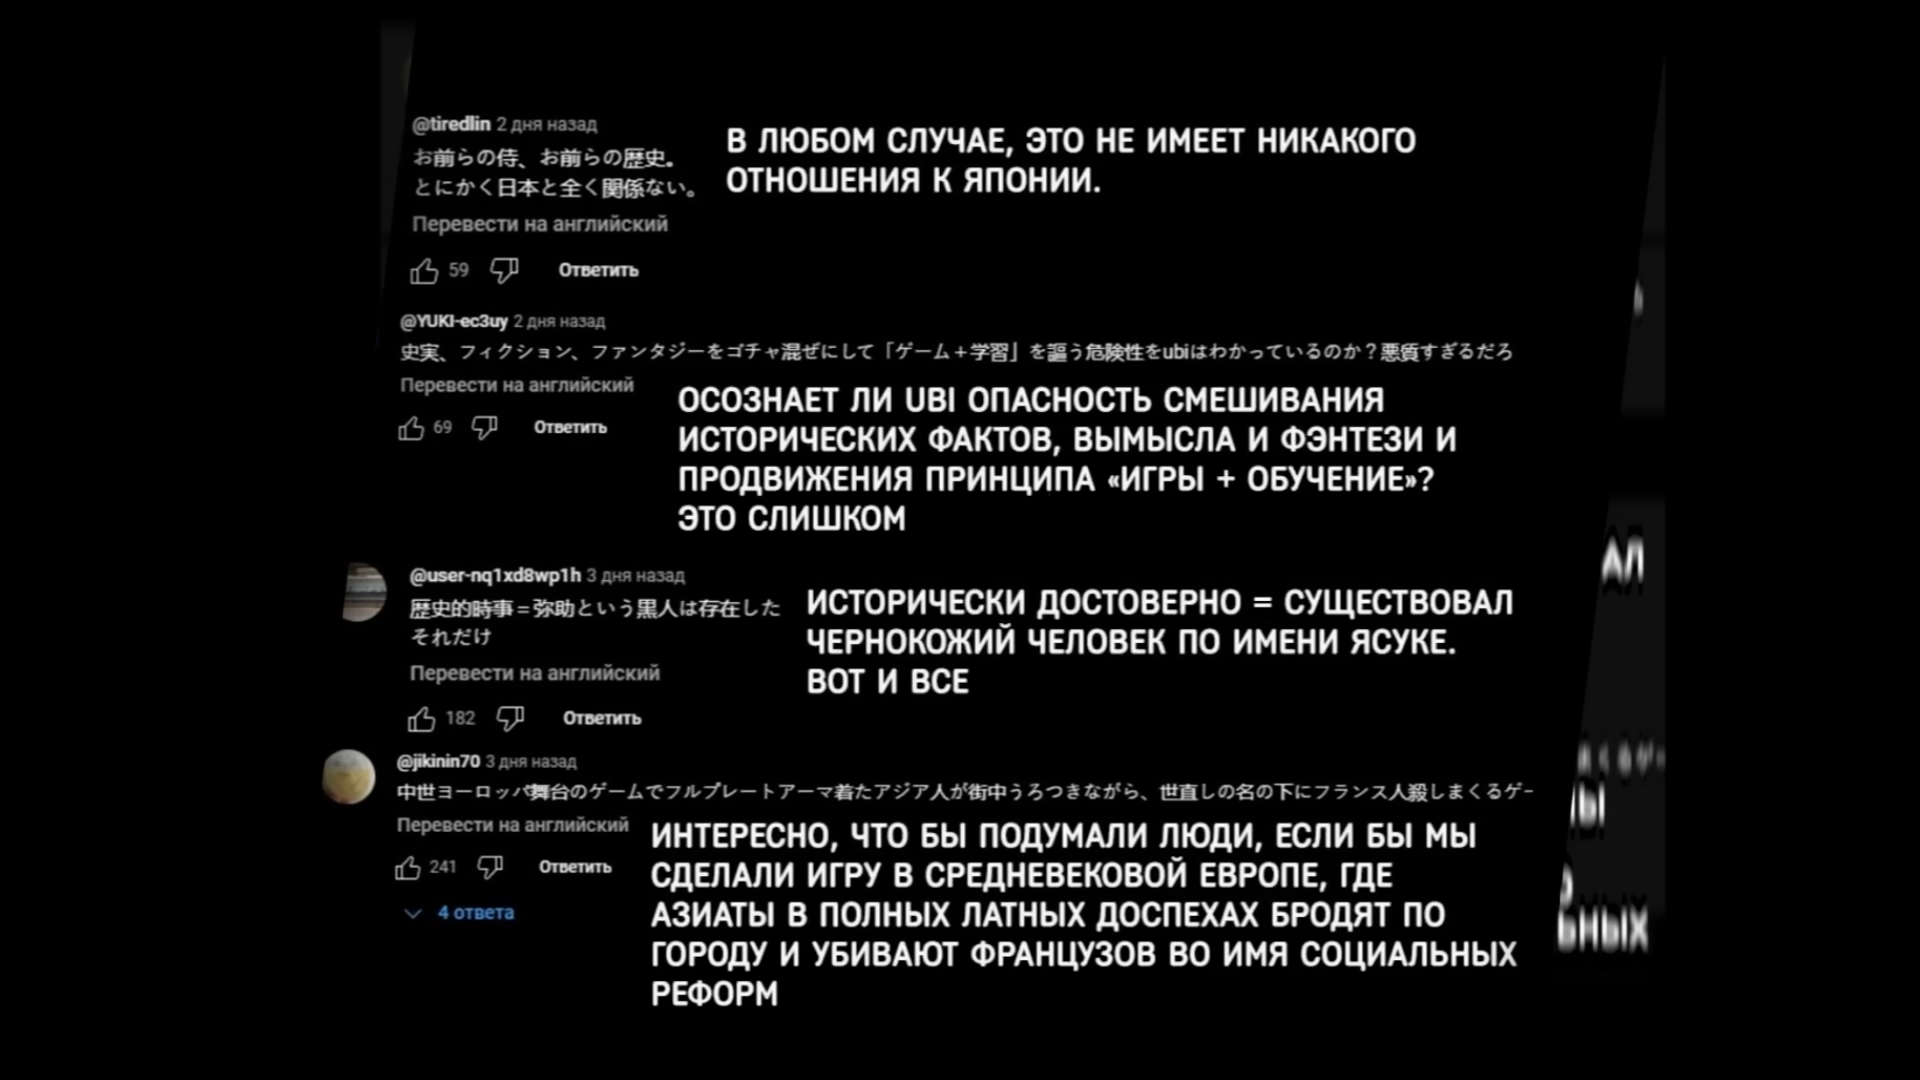 @tiredlin 2 дня назад
お前らの侍、お前らの歴史。
とにかく日本と全く関係ない。
Перевести на английский
59 Ответить
В ЛЮБОМ СЛУЧАЕ, ЭТО НЕ ИМЕЕТ НИКАКОГО
ОТНОШЕНИЯ К ЯПОНИИ.
@YUKI-ec3uy 2 дня назад
史実、フィクション、ファンタジーをゴチャ混ぜにして「ゲーム＋学習」を謳う危険性をubiはわかっているのか？悪質すぎるだろ
Перевести на английский
69 Ответить
ОСОЗНАЕТ ЛИ UBI ОПАСНОСТЬ СМЕШИВАНИЯ
ИСТОРИЧЕСКИХ ФАКТОВ, ВЫМЫСЛА И ФЭНТЕЗИ И
ПРОДВИЖЕНИЯ ПРИНЦИПА «ИГРЫ + ОБУЧЕНИЕ»?
ЭТО СЛИШКОМ
@user-nq1xd8wp1h 3 дня назад
歴史的時事＝弥助という黒人は存在した
それだけ
Перевести на английский
182 Ответить
ИСТОРИЧЕСКИ ДОСТОВЕРНО = СУЩЕСТВОВАЛ
ЧЕРНОКОЖИЙ ЧЕЛОВЕК ПО ИМЕНИ ЯСУКЕ.
ВОТ И ВСЕ
@jikinin70 3 дня назад
中世ヨーロッパ舞台のゲームでフルプレートアーマ着たアジア人が街中うろつきながら、世直しの名の下にフランス人殺しまくるゲー
Перевести на английский
241 Ответить
4 ответа
ИНТЕРЕСНО, ЧТО БЫ ПОДУМАЛИ ЛЮДИ, ЕСЛИ БЫ МЫ
СДЕЛАЛИ ИГРУ В СРЕДНЕВЕКОВОЙ ЕВРОПЕ, ГДЕ
АЗИАТЫ В ПОЛНЫХ ЛАТНЫХ ДОСПЕХАХ БРОДЯТ ПО
ГОРОДУ И УБИВАЮТ ФРАНЦУЗОВ ВО ИМЯ СОЦИАЛЬНЫХ
РЕФОРМ
АЛ
ЬНЫХ